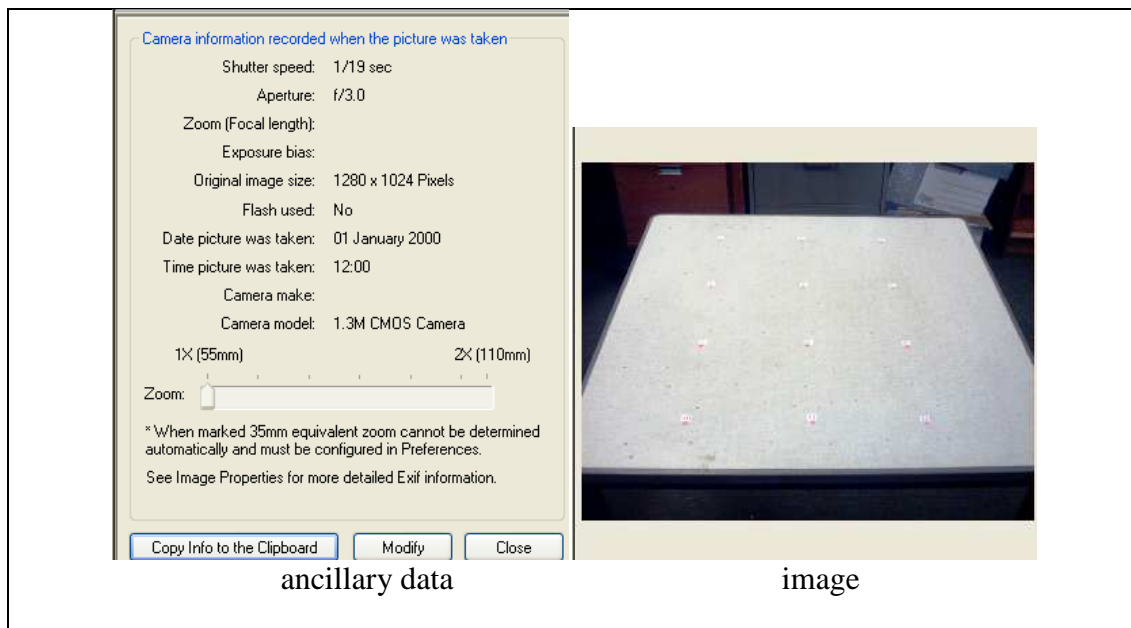 Camera information recorded when the picture was taken
Shutter speed: 1/19 sec
Aperture: f/3.0
Zoom (Focal length):
Exposure bias:
Original image size: 1280 x 1024 Pixels
Flash used: No
Date picture was taken: 01 January 2000
Time picture was taken: 12:00
Camera make:
Camera model: 1.3M CMOS Camera
1X (55mm) 2X (110mm)
Zoom:
* When marked 35mm equivalent zoom cannot be determined
automatically and must be configured in Preferences.
See Image Properties for more detailed Exif information.
Copy Info to the Clipboard Modify Close
ancillary data image